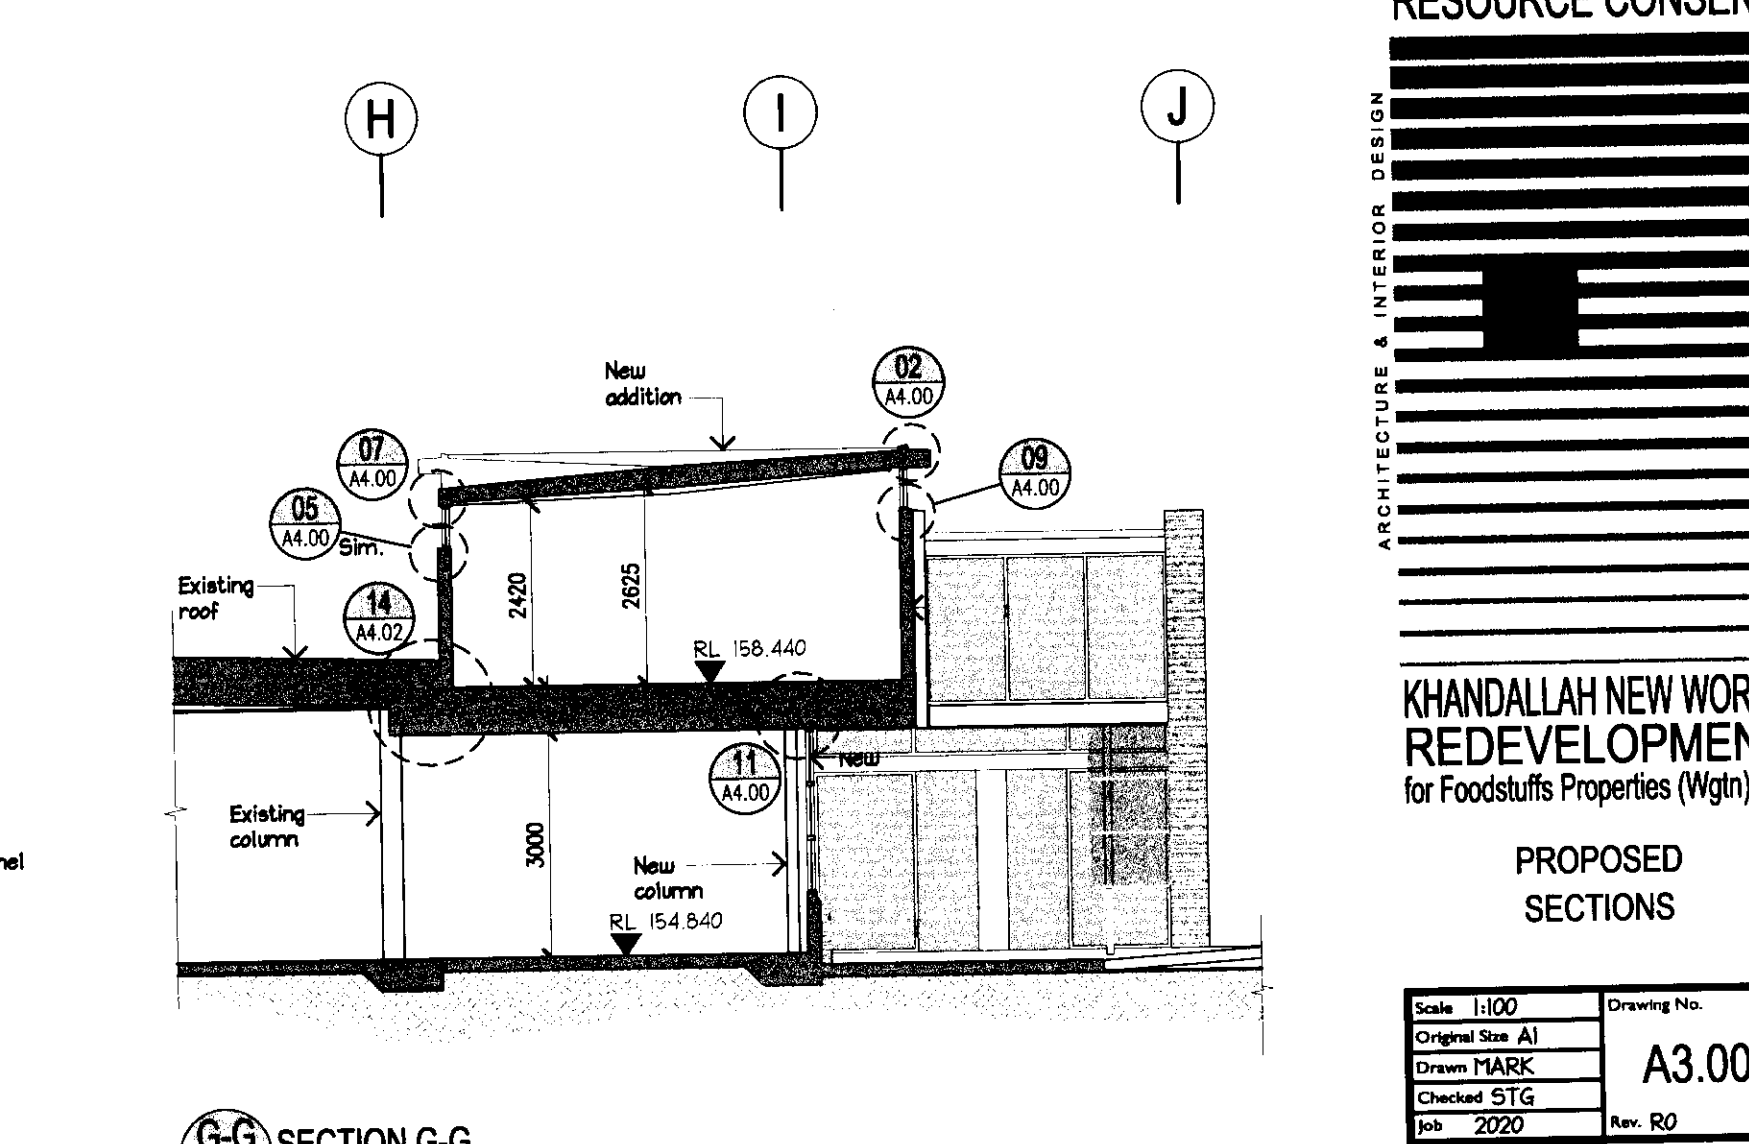 RESOURCE CONSEN
H
I
J
ARCHITECTURE & INTERIOR DESIGN
New
addition
02
A4.00
07
A4.00
09
A4.00
05
A4.00
Sim.
Existing
roof
14
A4.02
2420
2625
RL 158.440
11
A4.00
New
Existing
column
3000
New
column
RL 154.840
nel
KHANDALLAH NEW WOR
REDEVELOPMEN
for Foodstuffs Properties (Wgtn)
PROPOSED
SECTIONS
Scale 1:100
Original Size A1
Drawn MARK
Checked STG
Job 2020
Drawing No.
A3.00
Rev. R0
G-G SECTION G-G